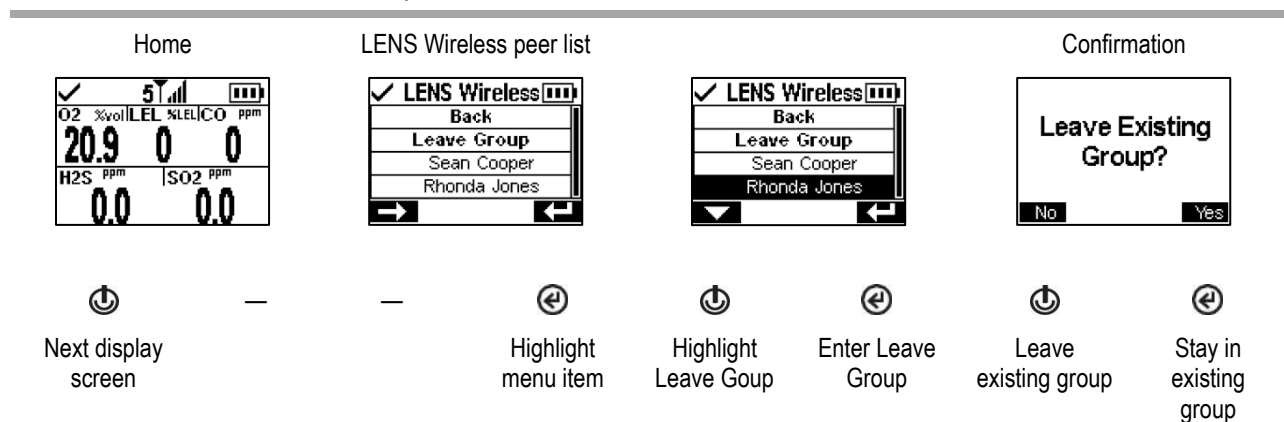 Home
LENS Wireless peer list
Confirmation
5
O2 %vol LEL %LEL CO ppm
20.9 0 0
H2S ppm SO2 ppm
0.0 0.0
LENS Wireless
Back
Leave Group
Sean Cooper
Rhonda Jones
LENS Wireless
Back
Leave Group
Sean Cooper
Rhonda Jones
Leave Existing
Group?
No Yes
— —
Next display
screen
Highlight
menu item
Highlight
Leave Goup
Enter Leave
Group
Leave
existing group
Stay in
existing
group